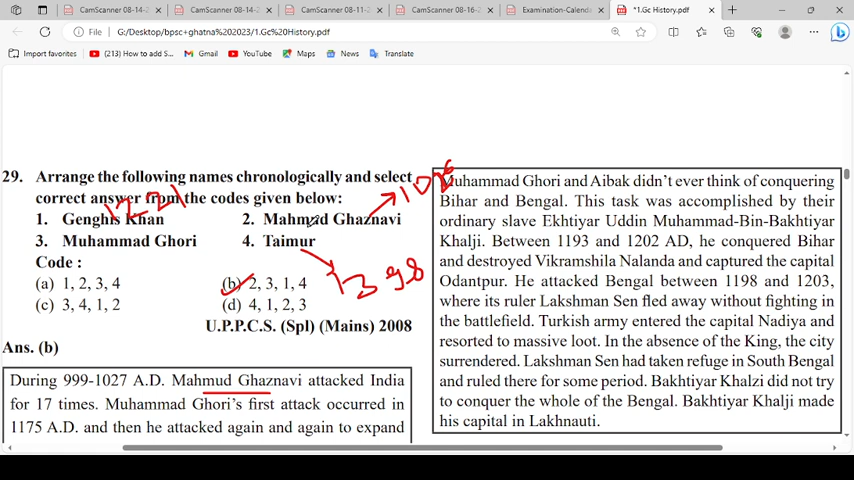 CamScanner 08-14-2
CamScanner 08-14-2
CamScanner 08-11-2
CamScanner 08-16-2
Examination-Calenda
*1.Gc History.pdf
File
G:/Desktop/bpsc+ghatna%202023/1.Gc%20History.pdf
Import favorites
(213) How to add S...
Gmail
YouTube
Maps
News
Translate
29. Arrange the following names chronologically and select
correct answer from the codes given below:
1. Genghis Khan 2. Mahmud Ghaznavi
3. Muhammad Ghori 4. Taimur
1221
1398
Code :
(a) 1, 2, 3, 4 (b) 2, 3, 1, 4
(c) 3, 4, 1, 2 (d) 4, 1, 2, 3
U.P.P.C.S. (Spl) (Mains) 2008
Ans. (b)
During 999-1027 A.D. Mahmud Ghaznavi attacked India
for 17 times. Muhammad Ghori's first attack occurred in
1175 A.D. and then he attacked again and again to expand
Muhammad Ghori and Aibak didn't ever think of conquering
Bihar and Bengal. This task was accomplished by their
ordinary slave Ekhtiyar Uddin Muhammad-Bin-Bakhtiyar
Khalji. Between 1193 and 1202 AD, he conquered Bihar
and destroyed Vikramshila Nalanda and captured the capital
Odantpur. He attacked Bengal between 1198 and 1203,
where its ruler Lakshman Sen fled away without fighting in
the battlefield. Turkish army entered the capital Nadiya and
resorted to massive loot. In the absence of the King, the city
surrendered. Lakshman Sen had taken refuge in South Bengal
and ruled there for some period. Bakhtiyar Khalzi did not try
to conquer the whole of the Bengal. Bakhtiyar Khalji made
his capital in Lakhnauti.